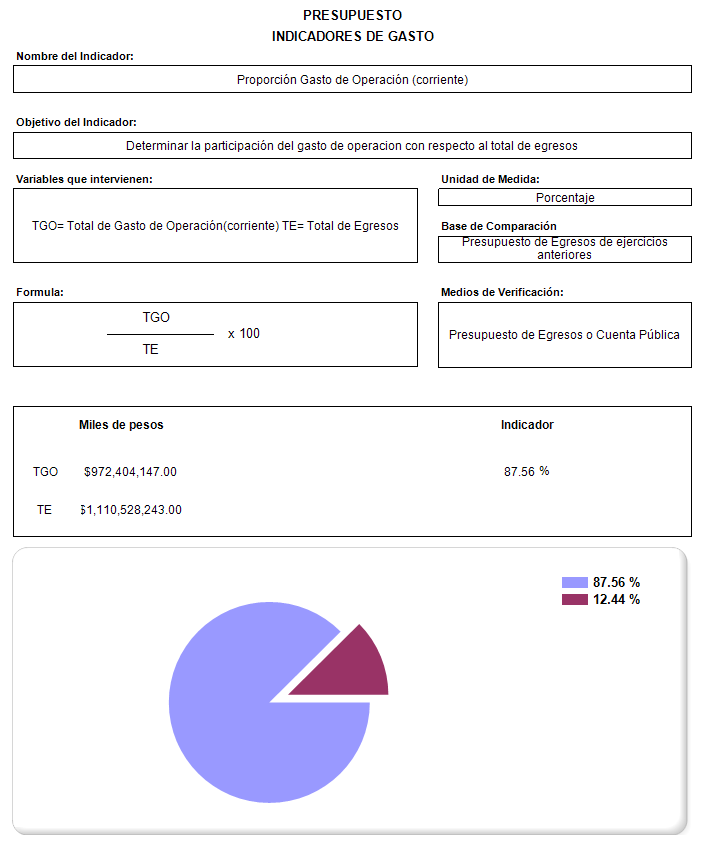 PRESUPUESTO
INDICADORES DE GASTO
Nombre del Indicador:
Proporción Gasto de Operación (corriente)
Objetivo del Indicador:
Determinar la participación del gasto de operacion con respecto al total de egresos
Variables que intervienen:
TGO= Total de Gasto de Operación(corriente) TE= Total de Egresos
Unidad de Medida:
Porcentaje
Base de Comparación
Presupuesto de Egresos de ejercicios
anteriores
Formula:
TGO
x 100
TE
Medios de Verificación:
Presupuesto de Egresos o Cuenta Pública
Miles de pesos Indicador
TGO $972,404,147.00 87.56 %
TE $1,110,528,243.00
87.56 %
12.44 %